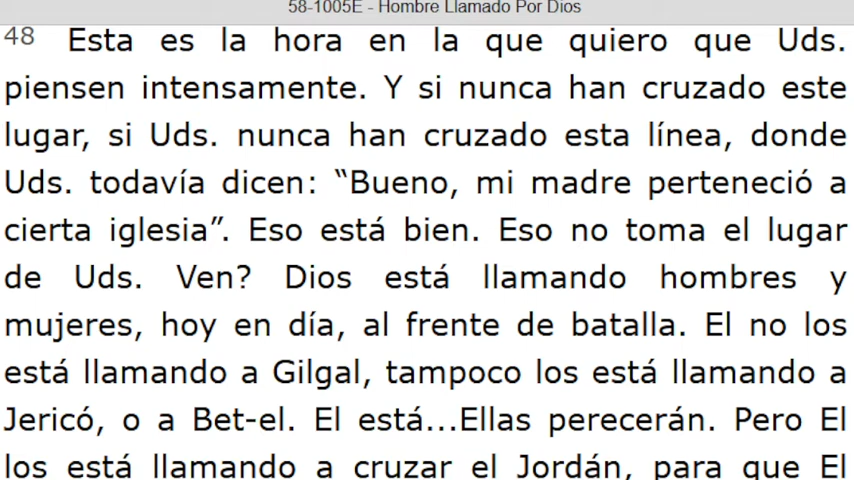 58-1005E - Hombre Llamado Por Dios
48 Esta es la hora en la que quiero que Uds.
piensen intensamente. Y si nunca han cruzado este
lugar, si Uds. nunca han cruzado esta línea, donde
Uds. todavía dicen: “Bueno, mi madre perteneció a
cierta iglesia”. Eso está bien. Eso no toma el lugar
de Uds. Ven? Dios está llamando hombres y
mujeres, hoy en día, al frente de batalla. El no los
está llamando a Gilgal, tampoco los está llamando a
Jericó, o a Bet-el. El está...Ellas perecerán. Pero El
los está llamando a cruzar el Jordán, para que El